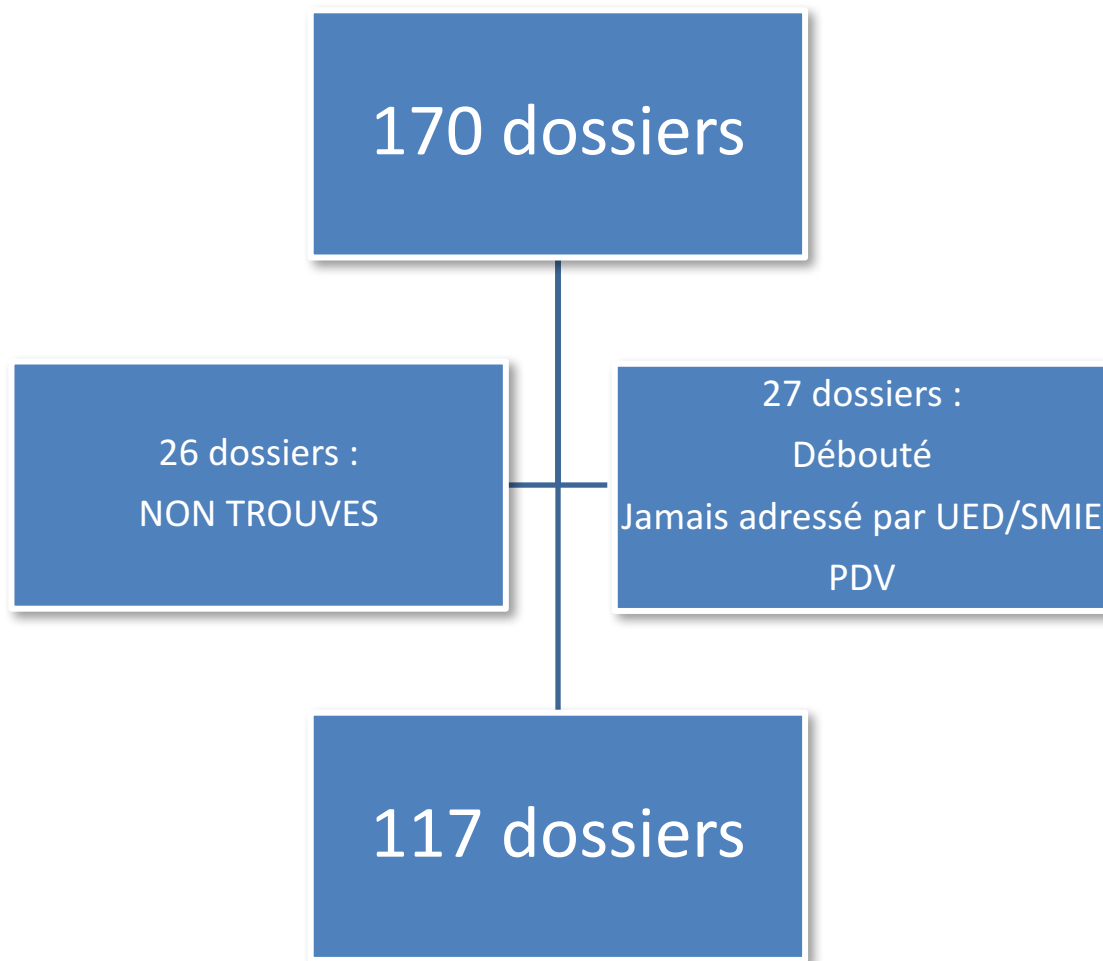 170 dossiers
26 dossiers :
NON TROUVES
27 dossiers :
Débouté
Jamais adressé par UED/SMIE
PDV
117 dossiers